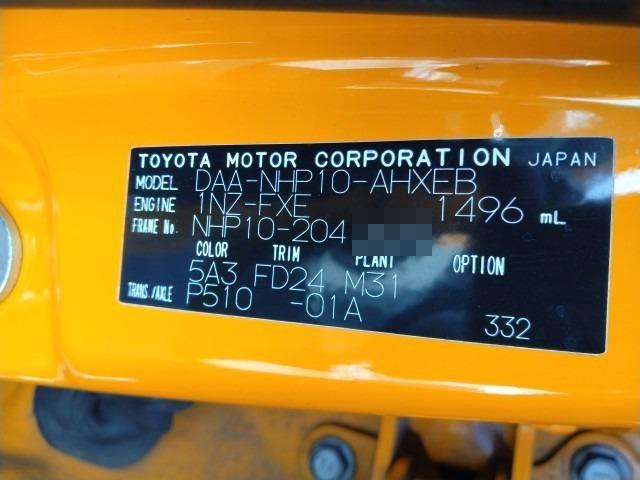 TOYOTA MOTOR CORPORATION JAPAN
MODEL DAA-NHP10-AHXEB
ENGINE 1NZ-FXE 1496 mL
FRAME No. NHP10-204
COLOR TRIM PLANT OPTION
5A3 FD24 M31
TRANS./AXLE P510 -01A
332